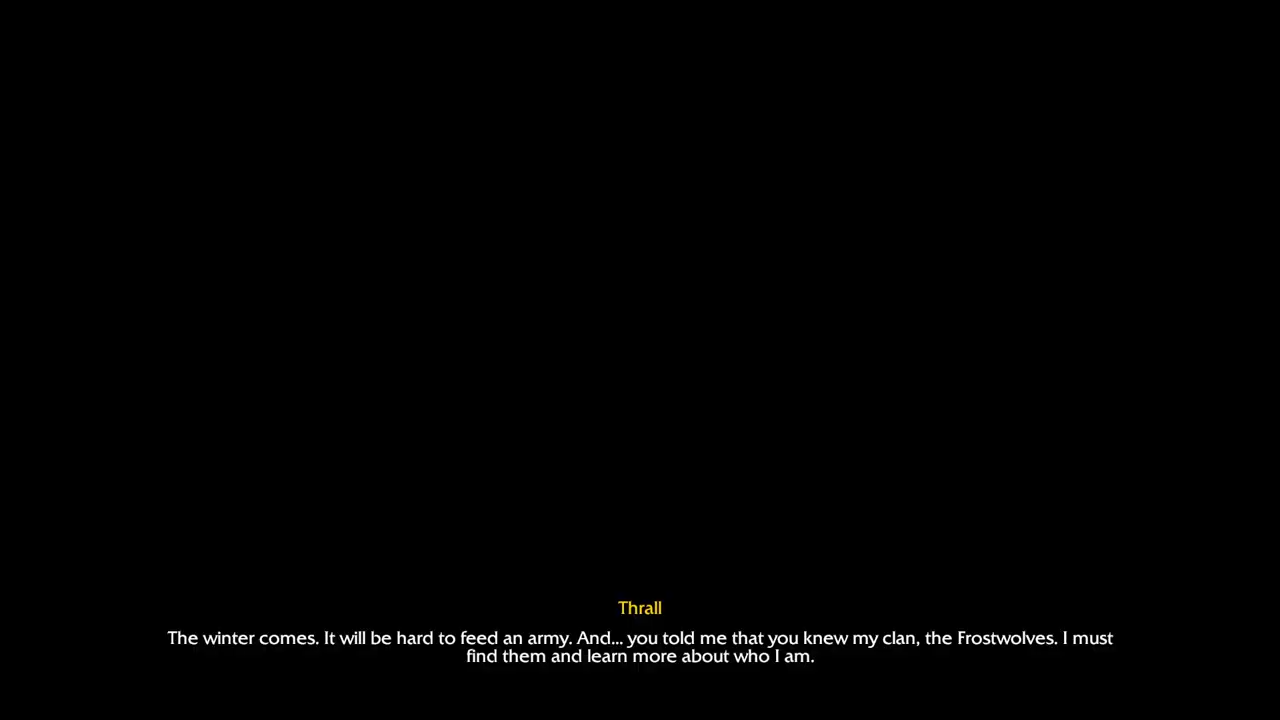 Thrall
The winter comes. It will be hard to feed an army. And... you told me that you knew my clan, the Frostwolves. I must
find them and learn more about who I am.